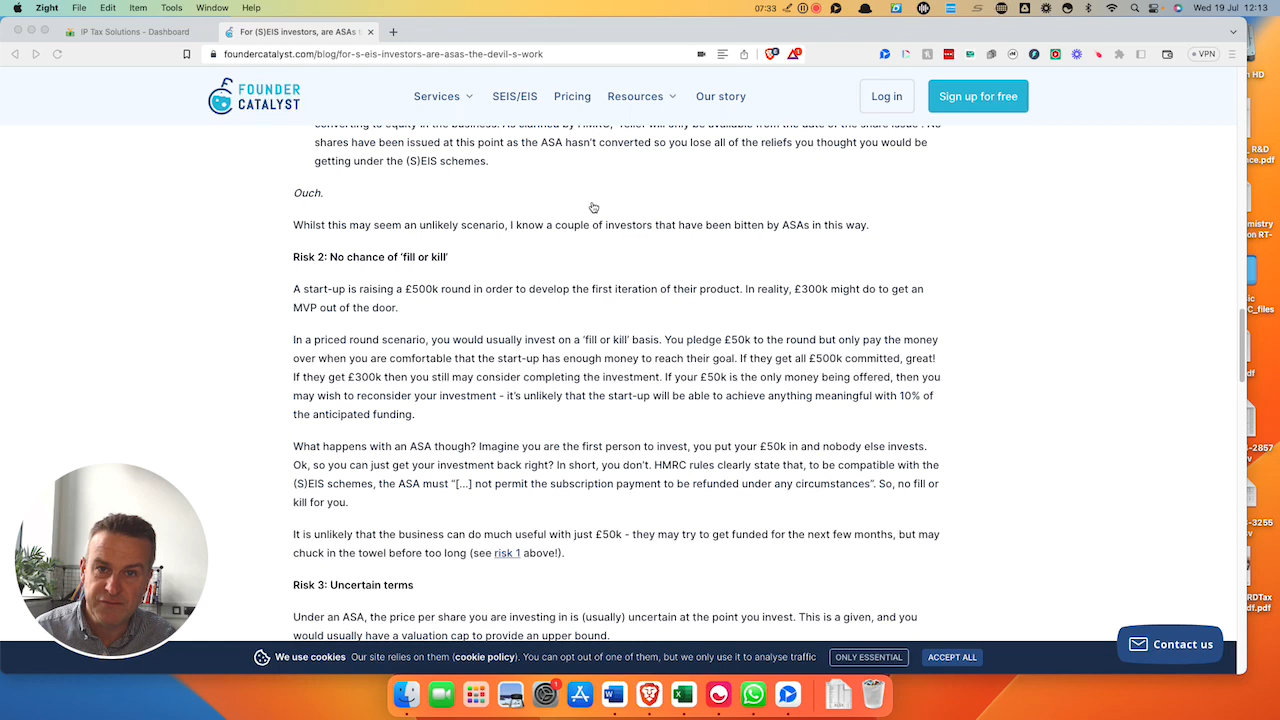 Zight File Edit Item Tools Window Help 07:33 Wed 19 Jul 12:13
IP Tax Solutions - Dashboard
For (S)EIS investors, are ASAs t
foundercatalyst.com/blog/for-s-eis-investors-are-asas-the-devil-s-work
VPN
FOUNDER CATALYST
Services SEIS/EIS Pricing Resources Our story Log in Sign up for free
shares have been issued at this point as the ASA hasn't converted so you lose all of the reliefs you thought you would be
getting under the (S)EIS schemes.
Ouch.
Whilst this may seem an unlikely scenario, I know a couple of investors that have been bitten by ASAs in this way.
Risk 2: No chance of 'fill or kill'
A start-up is raising a £500k round in order to develop the first iteration of their product. In reality, £300k might do to get an
MVP out of the door.
In a priced round scenario, you would usually invest on a 'fill or kill' basis. You pledge £50k to the round but only pay the money
over when you are comfortable that the start-up has enough money to reach their goal. If they get all £500k committed, great!
If they get £300k then you still may consider completing the investment. If your £50k is the only money being offered, then you
may wish to reconsider your investment - it's unlikely that the start-up will be able to achieve anything meaningful with 10% of
the anticipated funding.
What happens with an ASA though? Imagine you are the first person to invest, you put your £50k in and nobody else invests.
Ok, so you can just get your investment back right? In short, you don't. HMRC rules clearly state that, to be compatible with the
(S)EIS schemes, the ASA must "[...] not permit the subscription payment to be refunded under any circumstances". So, no fill or
kill for you.
It is unlikely that the business can do much useful with just £50k - they may try to get funded for the next few months, but may
chuck in the towel before too long (see risk 1 above!).
Risk 3: Uncertain terms
Under an ASA, the price per share you are investing in is (usually) uncertain at the point you invest. This is a given, and you
would usually have a valuation cap to provide an upper bound.
We use cookies Our site relies on them (cookie policy). You can opt out of one of them, but we only use it to analyse traffic ONLY ESSENTIAL ACCEPT ALL
Contact us